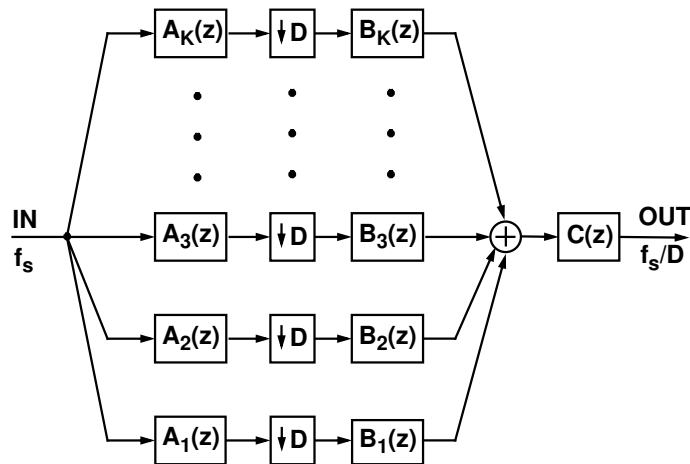 A_K(z) ↓D B_K(z)
IN A_3(z) ↓D B_3(z) + C(z) OUT
f_s f_s/D
A_2(z) ↓D B_2(z)
A_1(z) ↓D B_1(z)